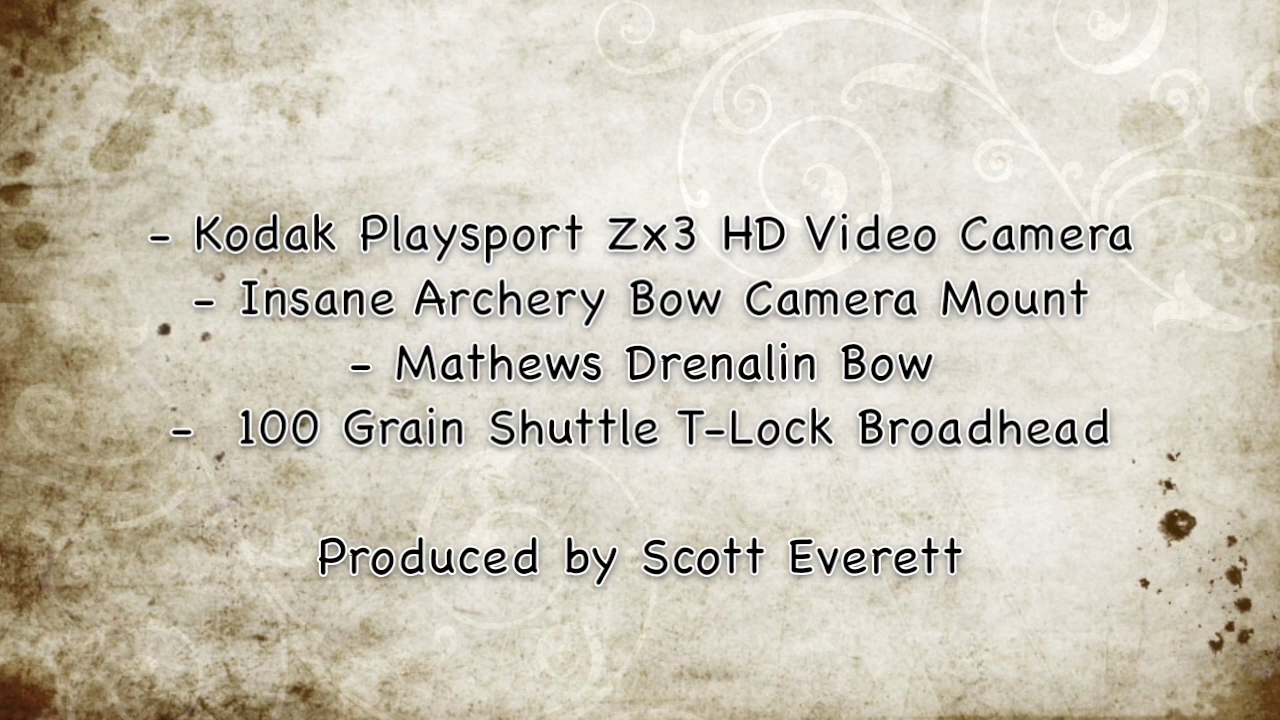 - Kodak Playsport Zx3 HD Video Camera
- Insane Archery Bow Camera Mount
- Mathews Drenalin Bow
- 100 Grain Shuttle T-Lock Broadhead
Produced by Scott Everett